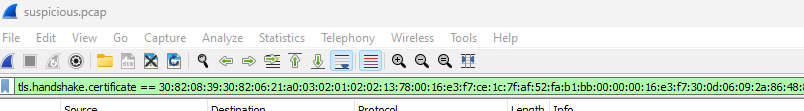 suspicious.pcap
File Edit View Go Capture Analyze Statistics Telephony Wireless Tools Help
tls.handshake.certificate == 30:82:08:39:30:82:06:21:a0:03:02:01:02:02:13:78:00:16:e3:f7:ce:1c:7f:af:52:fa:b1:bb:00:00:00:16:e3:f7:30:0d:06:09:2a:86:48:8
Source Destination Protocol Length Info